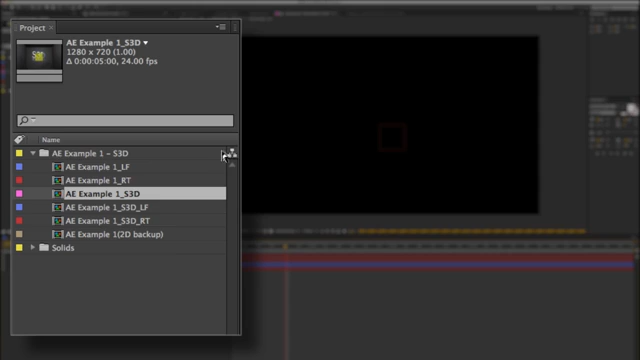 Project
AE Example 1_S3D
1280 x 720 (1.00)
Δ 0:00:05:00, 24.00 fps
Name
AE Example 1 - S3D
AE Example 1_LF
AE Example 1_RT
AE Example 1_S3D
AE Example 1_S3D_LF
AE Example 1_S3D_RT
AE Example 1(2D backup)
Solids